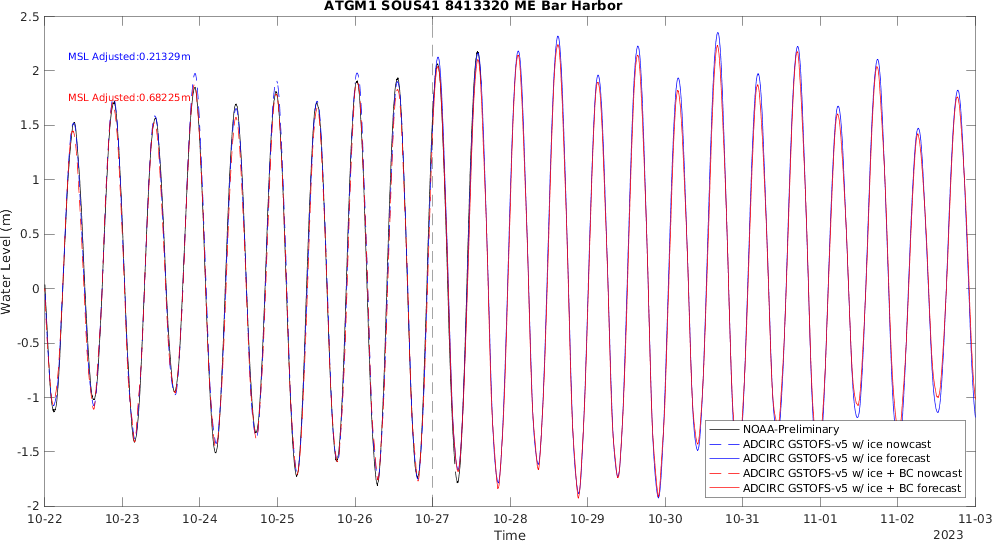 ATGM1 SOUS41 8413320 ME Bar Harbor
MSL Adjusted:0.21329m
MSL Adjusted:0.68225m
Water Level (m)
2.5
2
1.5
1
0.5
0
-0.5
-1
-1.5
-2
NOAA-Preliminary
ADCIRC GSTOFS-v5 w/ ice nowcast
ADCIRC GSTOFS-v5 w/ ice forecast
ADCIRC GSTOFS-v5 w/ ice + BC nowcast
ADCIRC GSTOFS-v5 w/ ice + BC forecast
10-22 10-23 10-24 10-25 10-26 10-27 10-28 10-29 10-30 10-31 11-01 11-02 11-03
Time
2023